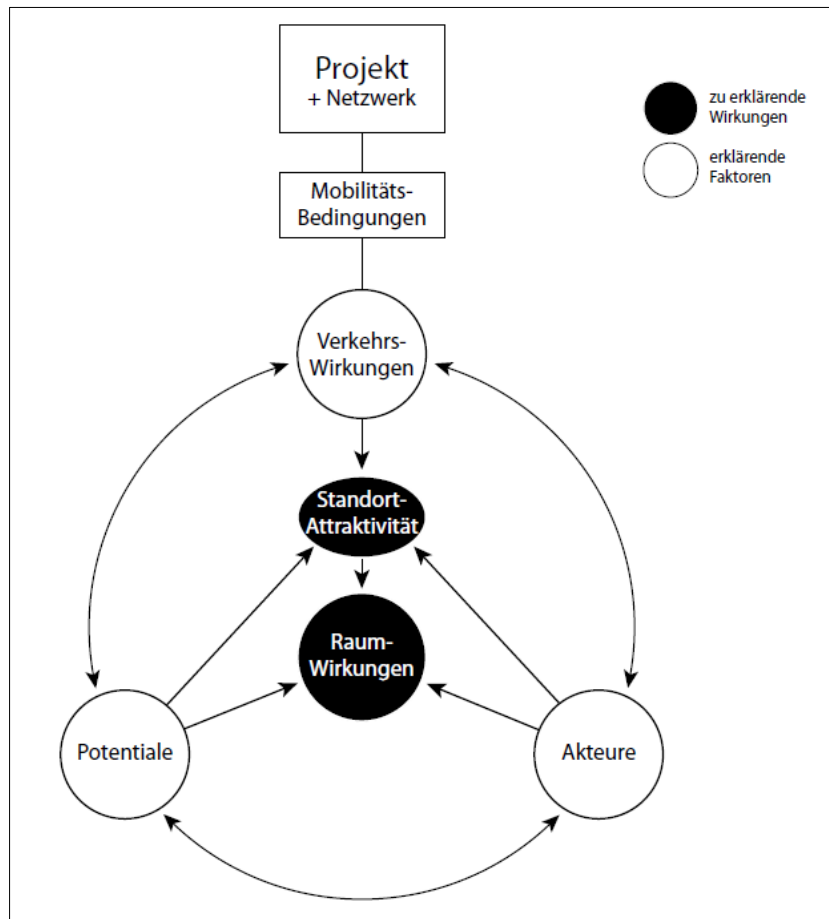 Projekt
+ Netzwerk
zu erklärende
Wirkungen
erklärende
Faktoren
Mobilitäts-
Bedingungen
Verkehrs-
Wirkungen
Standort-
Attraktivität
Raum-
Wirkungen
Potentiale
Akteure